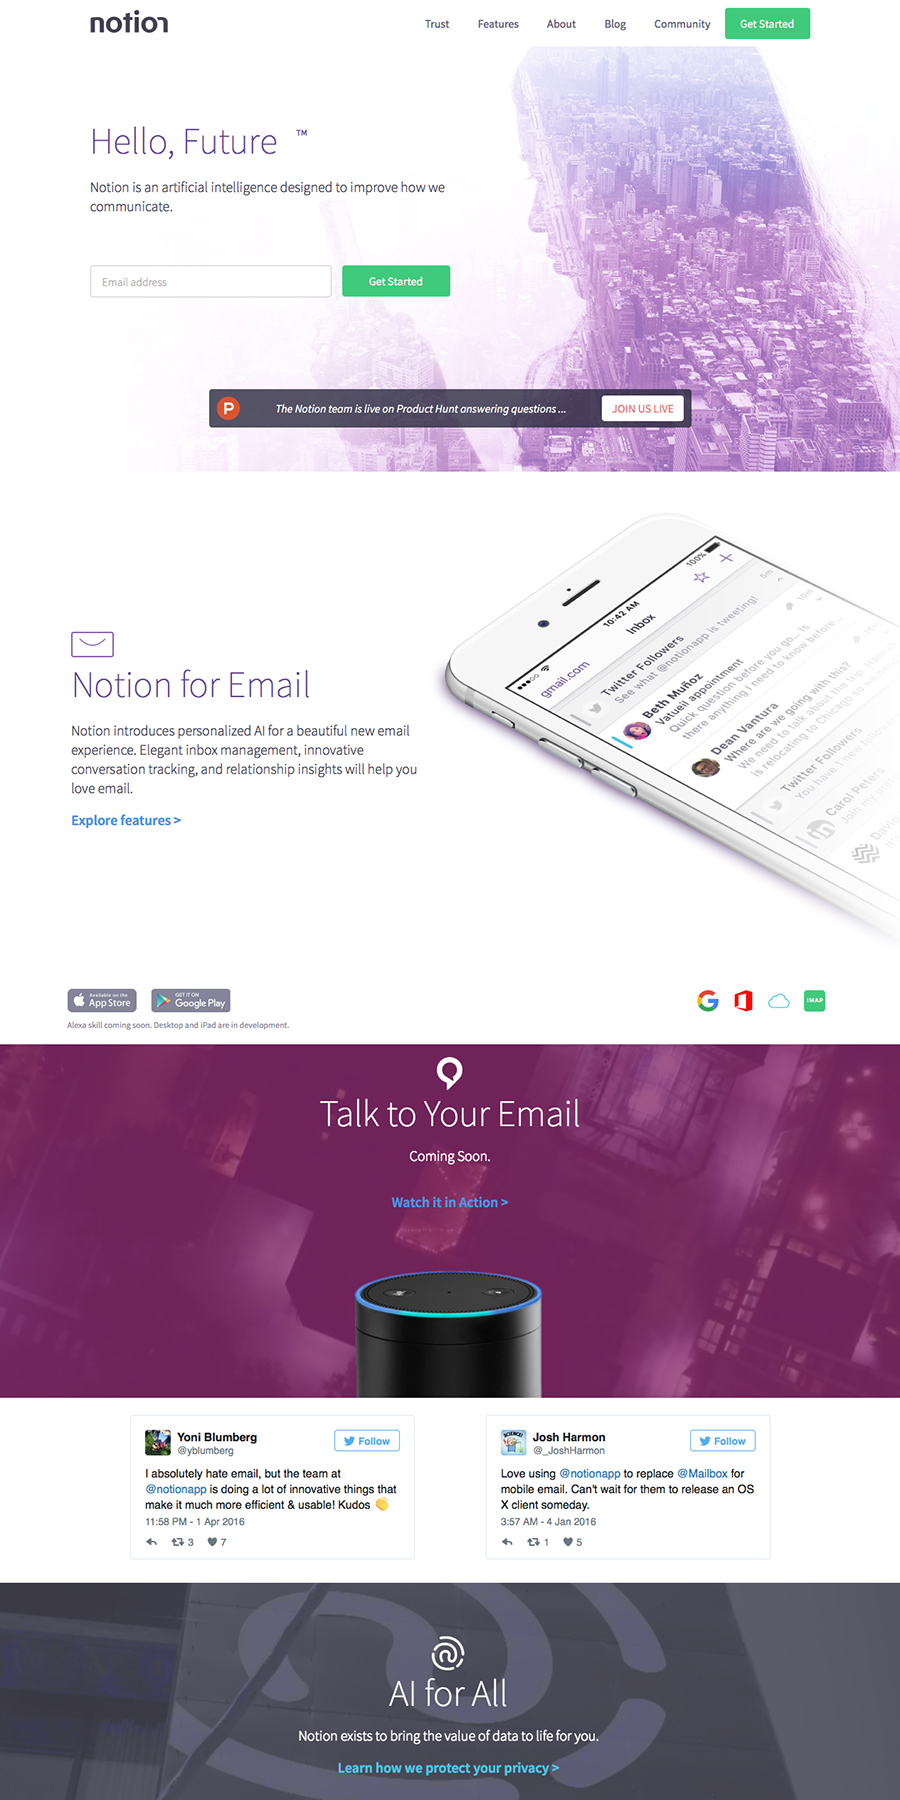 notion
Trust Features About Blog Community Get Started
Hello, Future ™
Notion is an artificial intelligence designed to improve how we
communicate.
Email address Get Started
P The Notion team is live on Product Hunt answering questions ... JOIN US LIVE
100%
10:42 AM
Inbox
gmail.com
5m
Twitter Followers
See what @notionapp is tweeting!
10m
Beth Muñoz
Vatueil appointment
Quick question before you go... is
there anything I need to know before...
Dean Vantura
Where are we going with this?
We need to talk about the trip. Hannah
is relocating to Chicago so we
Twitter Followers
You have 1 new follower
Carol Peters
Join my
David
It's
Notion for Email
Notion introduces personalized AI for a beautiful new email
experience. Elegant inbox management, innovative
conversation tracking, and relationship insights will help you
love email.
Explore features >
Available on the
App Store
GET IT ON
Google Play
IMAP
Alexa skill coming soon. Desktop and iPad are in development.
Talk to Your Email
Coming Soon.
Watch it in Action >
Yoni Blumberg
@yblumberg
Follow
I absolutely hate email, but the team at
@notionapp is doing a lot of innovative things that
make it much more efficient & usable! Kudos 👏
11:58 PM - 1 Apr 2016
3 7
Josh Harmon
@_JoshHarmon
Follow
Love using @notionapp to replace @Mailbox for
mobile email. Can't wait for them to release an OS
X client someday.
3:57 AM - 4 Jan 2016
1 5
AI for All
Notion exists to bring the value of data to life for you.
Learn how we protect your privacy >